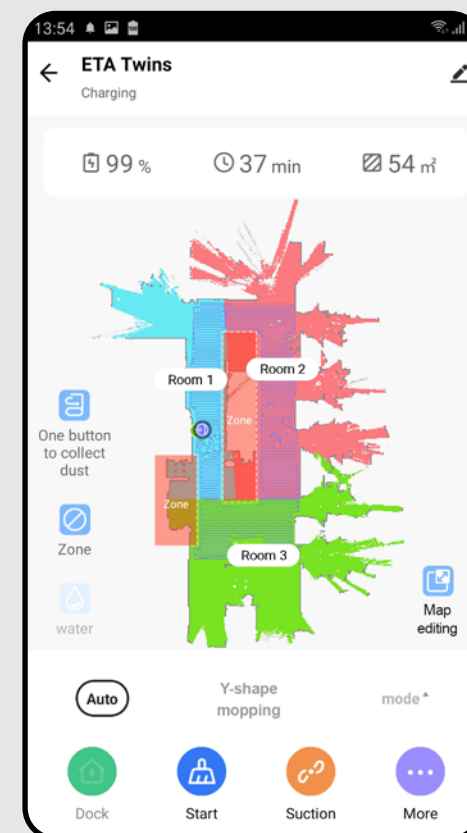 13:54
ETA Twins
Charging
99 %
37 min
54 ㎡
Room 1
Room 2
Zone
One button
to collect
dust
Zone
Zone
Room 3
water
Map
editing
Auto
Y-shape
mopping
mode
Dock
Start
Suction
More